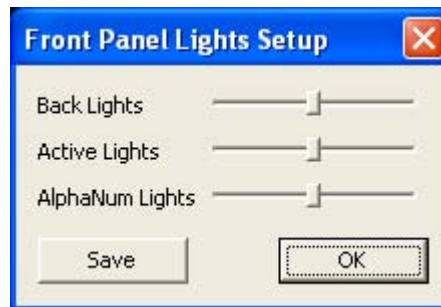 Front Panel Lights Setup
Back Lights
Active Lights
AlphaNum Lights
Save OK